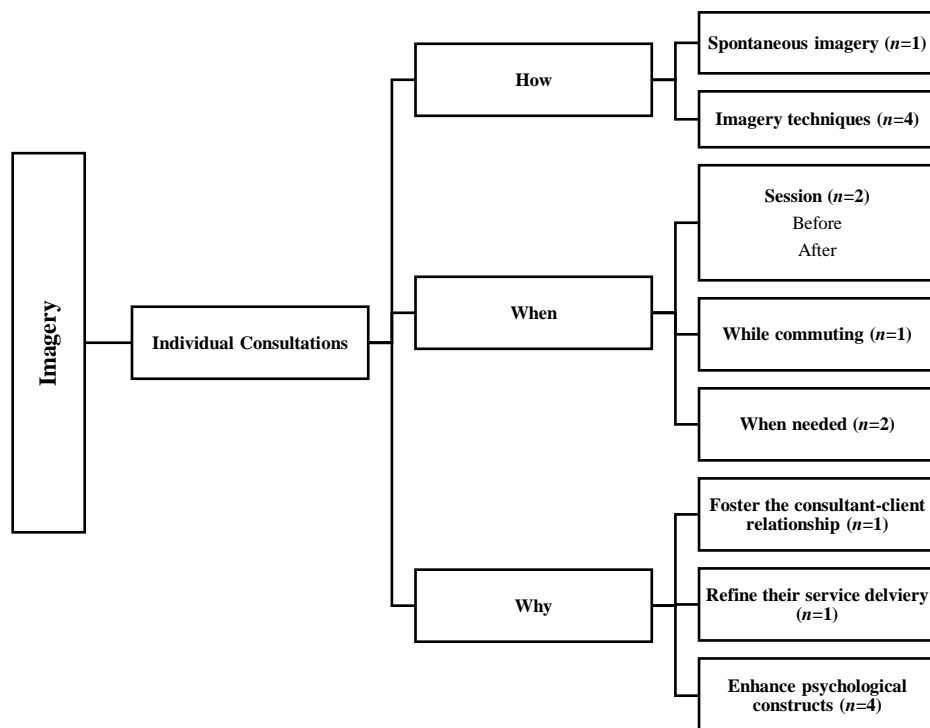 Imagery
Individual Consultations
How
Spontaneous imagery (n=1)
Imagery techniques (n=4)
When
Session (n=2)
Before
After
While commuting (n=1)
When needed (n=2)
Why
Foster the consultant-client
relationship (n=1)
Refine their service delviery
(n=1)
Enhance psychological
constructs (n=4)